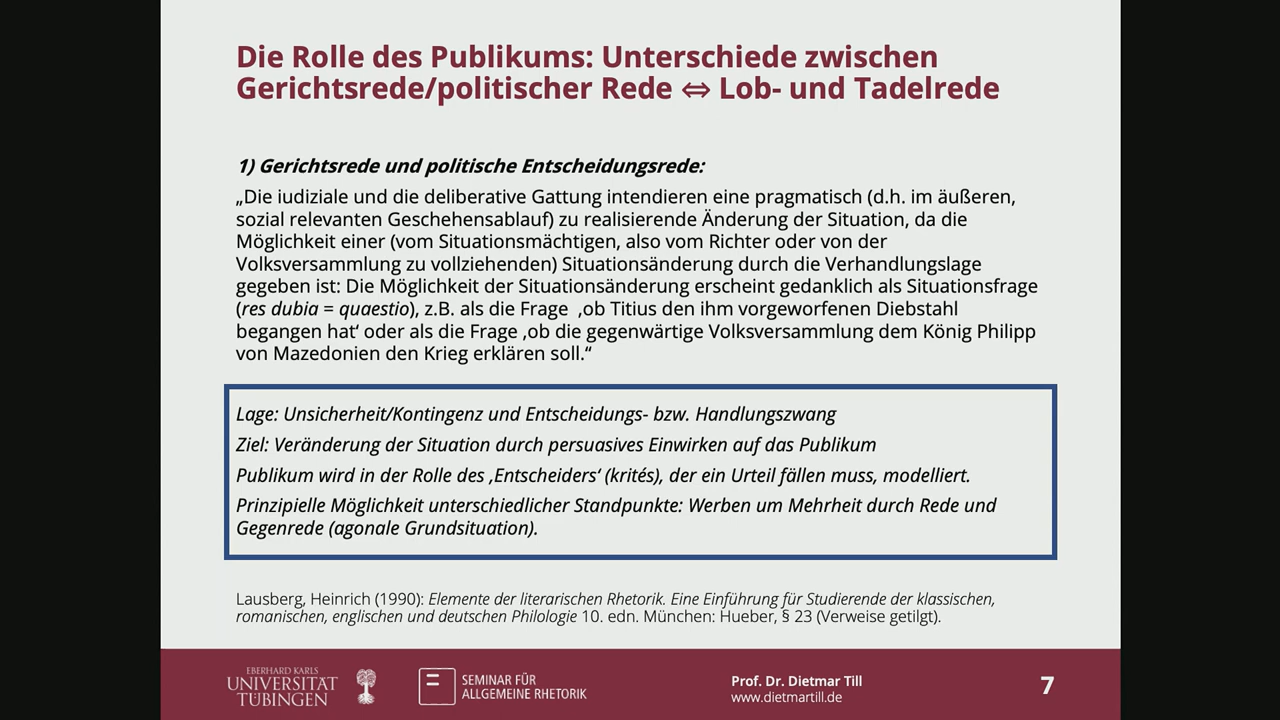 Die Rolle des Publikums: Unterschiede zwischen
Gerichtsrede/politischer Rede ⇔ Lob- und Tadelrede
1) Gerichtsrede und politische Entscheidungsrede:
„Die iudiziale und die deliberative Gattung intendieren eine pragmatisch (d.h. im äußeren,
sozial relevanten Geschehensablauf) zu realisierende Änderung der Situation, da die
Möglichkeit einer (vom Situationsmächtigen, also vom Richter oder von der
Volksversammlung zu vollziehenden) Situationsänderung durch die Verhandlungslage
gegeben ist: Die Möglichkeit der Situationsänderung erscheint gedanklich als Situationsfrage
(res dubia = quaestio), z.B. als die Frage ‚ob Titius den ihm vorgeworfenen Diebstahl
begangen hat‘ oder als die Frage ‚ob die gegenwärtige Volksversammlung dem König Philipp
von Mazedonien den Krieg erklären soll.“
Lage: Unsicherheit/Kontingenz und Entscheidungs- bzw. Handlungszwang
Ziel: Veränderung der Situation durch persuasives Einwirken auf das Publikum
Publikum wird in der Rolle des ‚Entscheiders‘ (krités), der ein Urteil fällen muss, modelliert.
Prinzipielle Möglichkeit unterschiedlicher Standpunkte: Werben um Mehrheit durch Rede und
Gegenrede (agonale Grundsituation).
Lausberg, Heinrich (1990): Elemente der literarischen Rhetorik. Eine Einführung für Studierende der klassischen,
romanischen, englischen und deutschen Philologie 10. edn. München: Hueber, § 23 (Verweise getilgt).
EBERHARD KARLS
UNIVERSITÄT
TÜBINGEN
SEMINAR FÜR
ALLGEMEINE RHETORIK
Prof. Dr. Dietmar Till
www.dietmartill.de
7